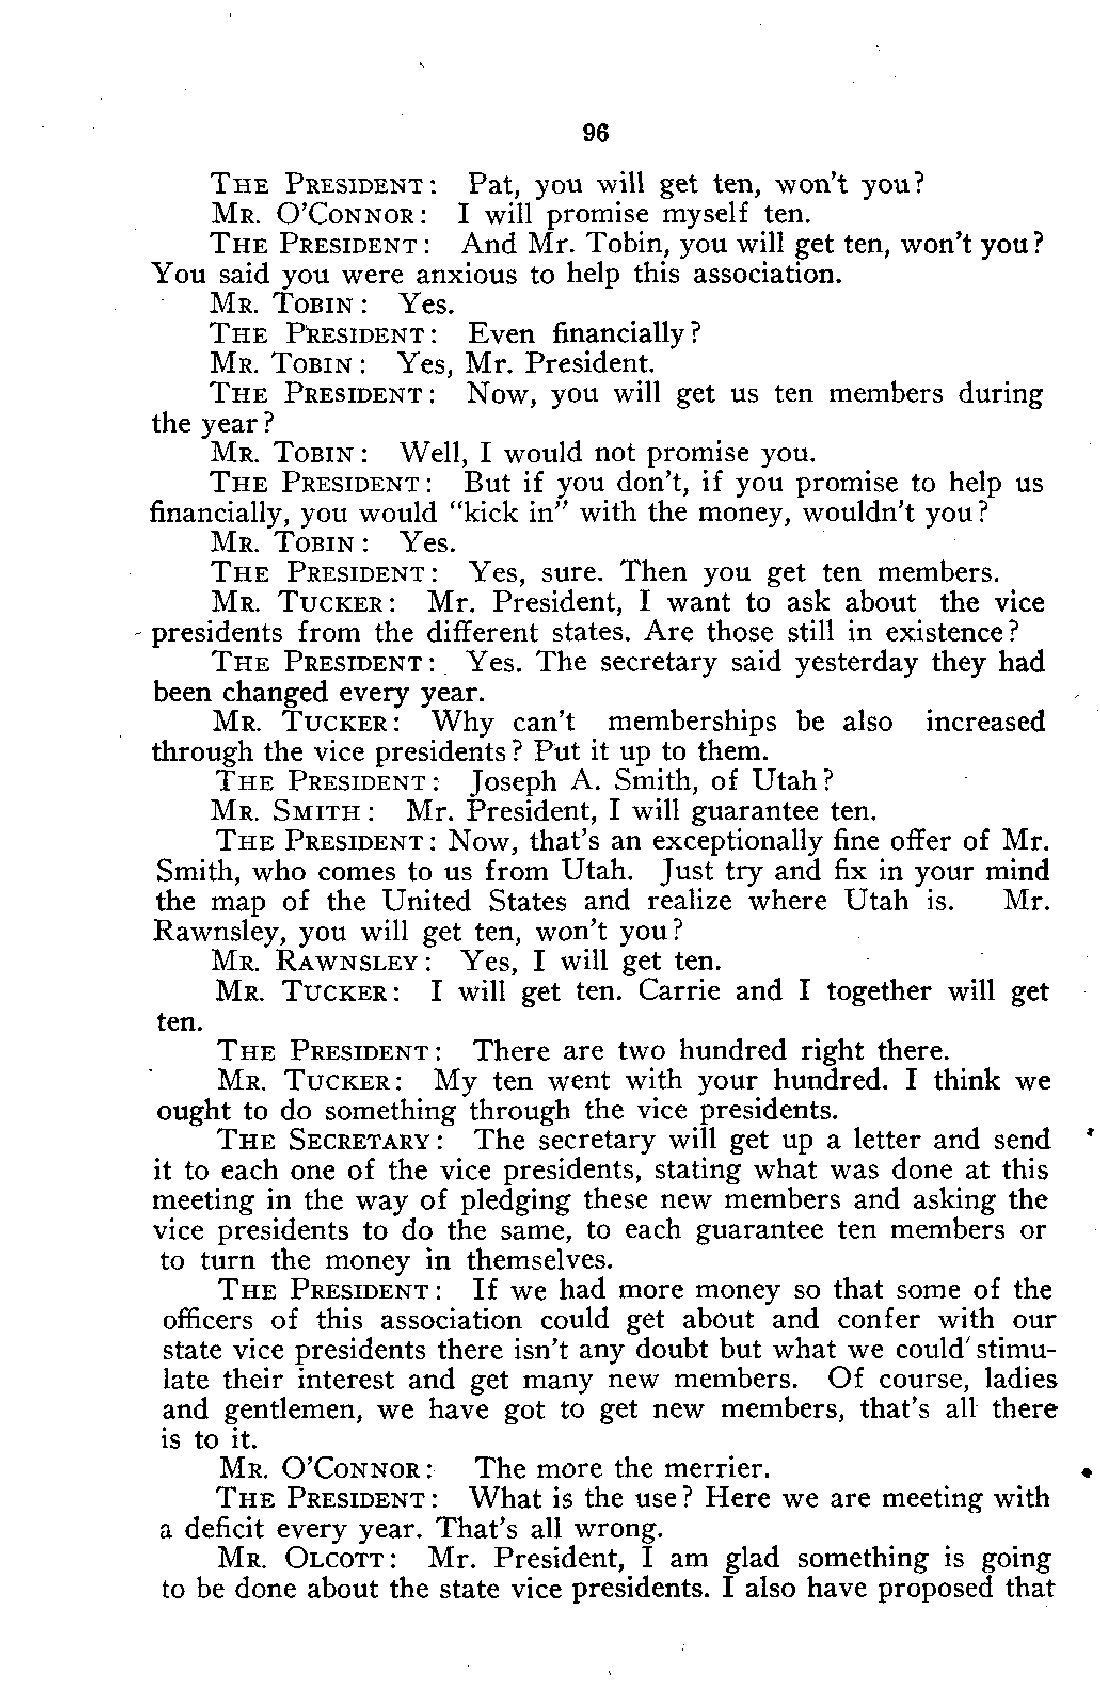 96
THE PRESIDENT: Pat, you will get ten, won't you?
MR. O'CONNOR: I will promise myself ten.
THE PRESIDENT: And Mr. Tobin, you will get ten, won't you?
You said you were anxious to help this association.
MR. TOBIN: Yes.
THE PRESIDENT: Even financially?
MR. TOBIN: Yes, Mr. President.
THE PRESIDENT: Now, you will get us ten members during
the year?
MR. TOBIN: Well, I would not promise you.
THE PRESIDENT: But if you don't, if you promise to help us
financially, you would "kick in" with the money, wouldn't you?
MR. TOBIN: Yes.
THE PRESIDENT: Yes, sure. Then you get ten members.
MR. TUCKER: Mr. President, I want to ask about the vice
presidents from the different states. Are those still in existence?
THE PRESIDENT: Yes. The secretary said yesterday they had
been changed every year.
MR. TUCKER: Why can't memberships be also increased
through the vice presidents? Put it up to them.
THE PRESIDENT: Joseph A. Smith, of Utah?
MR. SMITH: Mr. President, I will guarantee ten.
THE PRESIDENT: Now, that's an exceptionally fine offer of Mr.
Smith, who comes to us from Utah. Just try and fix in your mind
the map of the United States and realize where Utah is. Mr.
Rawnsley, you will get ten, won't you?
MR. RAWNSLEY: Yes, I will get ten.
MR. TUCKER: I will get ten. Carrie and I together will get
ten.
THE PRESIDENT: There are two hundred right there.
MR. TUCKER: My ten went with your hundred. I think we
ought to do something through the vice presidents.
THE SECRETARY: The secretary will get up a letter and send
it to each one of the vice presidents, stating what was done at this
meeting in the way of pledging these new members and asking the
vice presidents to do the same, to each guarantee ten members or
to turn the money in themselves.
THE PRESIDENT: If we had more money so that some of the
officers of this association could get about and confer with our
state vice presidents there isn't any doubt but what we could stimu-
late their interest and get many new members. Of course, ladies
and gentlemen, we have got to get new members, that's all there
is to it.
MR. O'CONNOR: The more the merrier.
THE PRESIDENT: What is the use? Here we are meeting with
a deficit every year. That's all wrong.
MR. OLCOTT: Mr. President, I am glad something is going
to be done about the state vice presidents. I also have proposed that